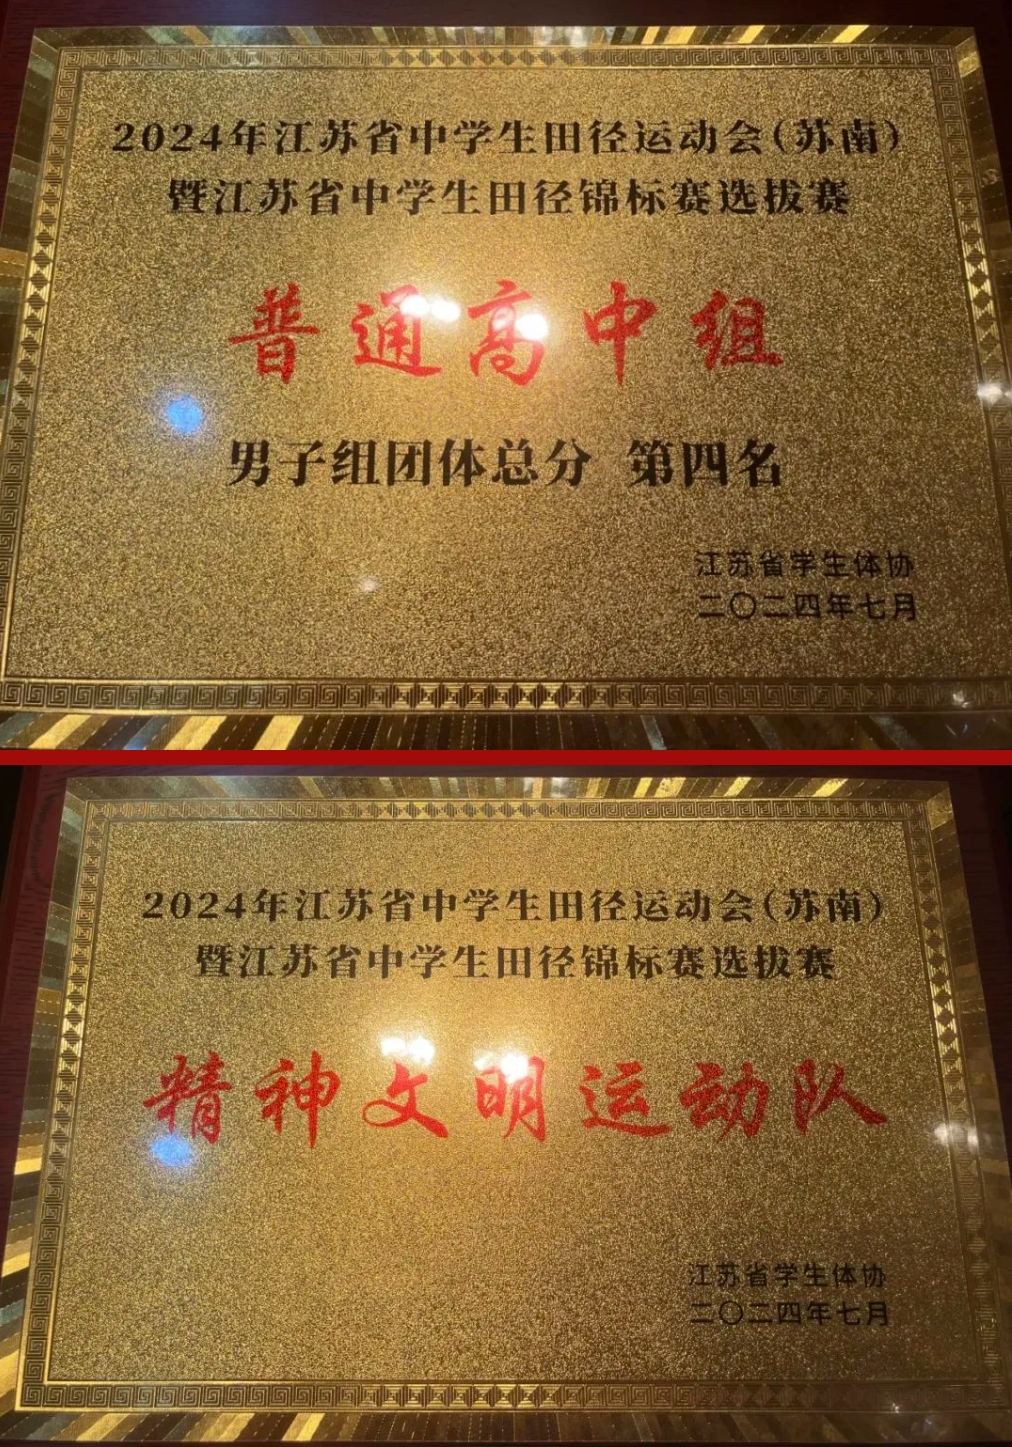 2024年江苏省中学生田径运动会(苏南)
暨江苏省中学生田径锦标赛选拔赛
普通高中组
男子组团体总分 第四名
江苏省学生体协
二〇二四年七月
2024年江苏省中学生田径运动会(苏南)
暨江苏省中学生田径锦标赛选拔赛
精神文明运动队
江苏省学生体协
二〇二四年七月